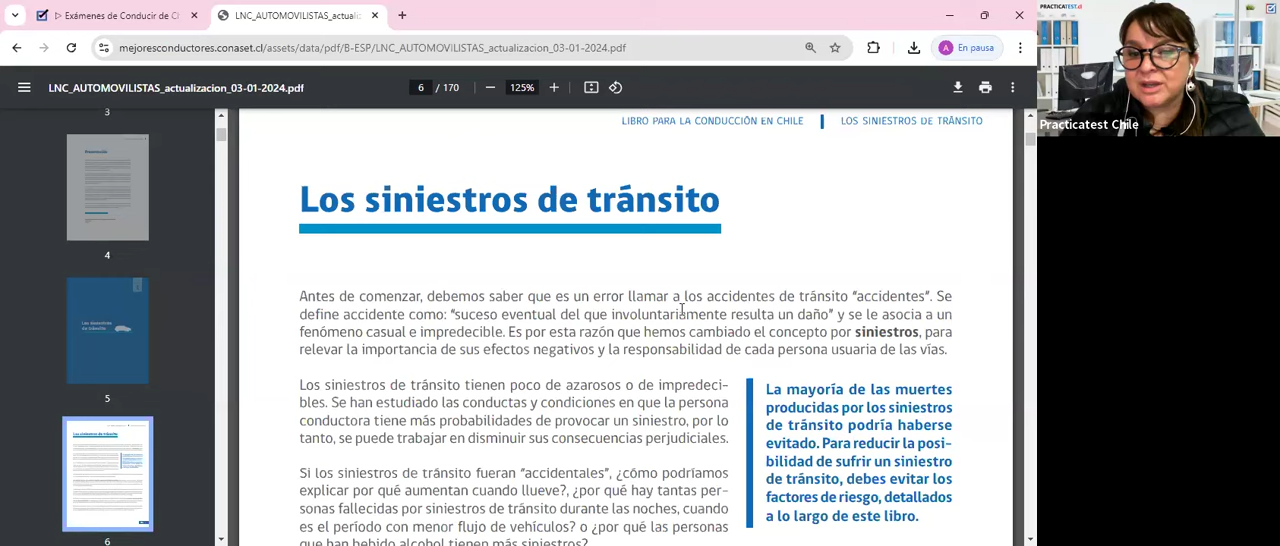 Exámenes de Conducir de C
LNC_AUTOMOVILISTAS_actualiza
mejoresconductores.conaset.cl/assets/data/pdf/B-ESP/LNC_AUTOMOVILISTAS_actualizacion_03-01-2024.pdf
A En pausa
LNC_AUTOMOVILISTAS_actualizacion_03-01-2024.pdf
6 / 170
125%
PRACTICATEST.cl
Practicatest Chile
3
4
5
6
LIBRO PARA LA CONDUCCIÓN EN CHILE | LOS SINIESTROS DE TRÁNSITO
Los siniestros de tránsito
Antes de comenzar, debemos saber que es un error llamar a los accidentes de tránsito “accidentes”. Se
define accidente como: “suceso eventual del que involuntariamente resulta un daño” y se le asocia a un
fenómeno casual e impredecible. Es por esta razón que hemos cambiado el concepto por siniestros, para
relevar la importancia de sus efectos negativos y la responsabilidad de cada persona usuaria de las vías.
Los siniestros de tránsito tienen poco de azarosos o de impredeci-
bles. Se han estudiado las conductas y condiciones en que la persona
conductora tiene más probabilidades de provocar un siniestro, por lo
tanto, se puede trabajar en disminuir sus consecuencias perjudiciales.
Si los siniestros de tránsito fueran “accidentales”, ¿cómo podríamos
explicar por qué aumentan cuando llueve?, ¿por qué hay tantas per-
sonas fallecidas por siniestros de tránsito durante las noches, cuando
es el período con menor flujo de vehículos? o ¿por qué las personas
que han bebido alcohol tienen más siniestros?
La mayoría de las muertes
producidas por los siniestros
de tránsito podría haberse
evitado. Para reducir la posi-
bilidad de sufrir un siniestro
de tránsito, debes evitar los
factores de riesgo, detallados
a lo largo de este libro.